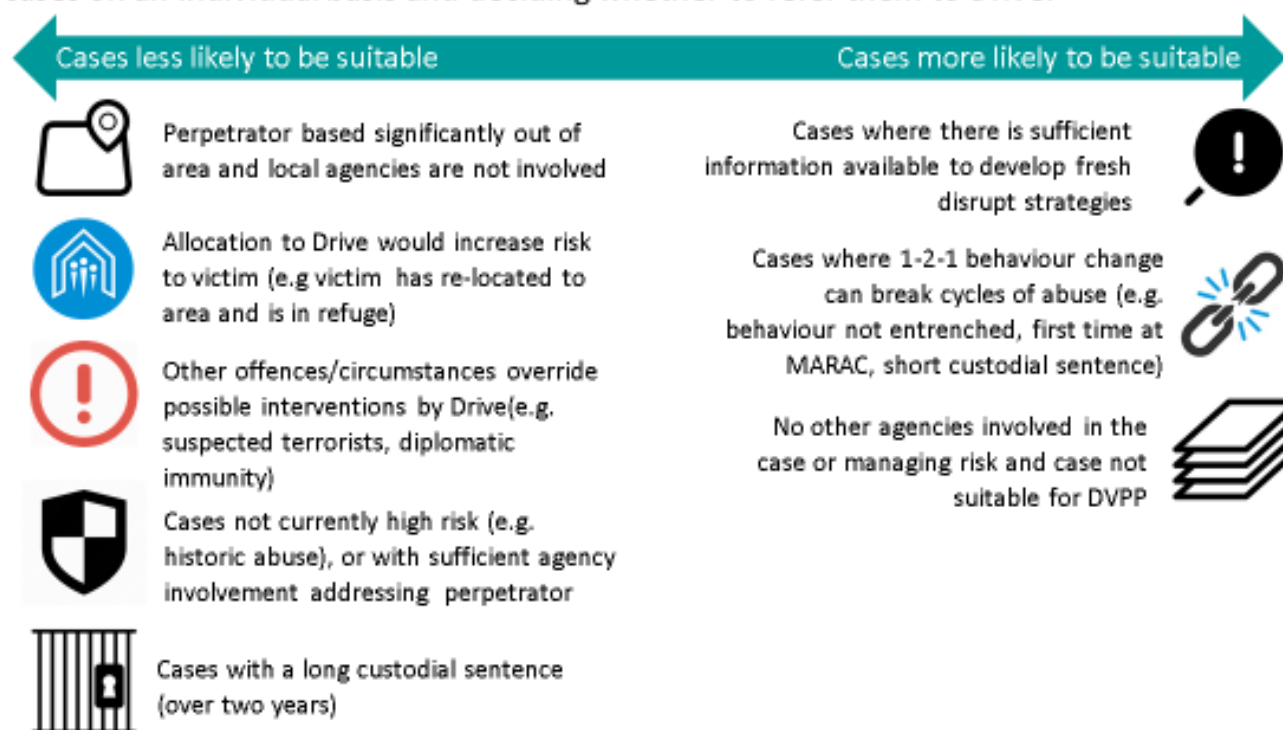 Cases less likely to be suitable
Cases more likely to be suitable
Perpetrator based significantly out of
area and local agencies are not involved
Allocation to Drive would increase risk
to victim (e.g victim has re-located to
area and is in refuge)
Other offences/circumstances override
possible interventions by Drive(e.g.
suspected terrorists, diplomatic
immunity)
Cases not currently high risk (e.g.
historic abuse), or with sufficient agency
involvement addressing perpetrator
Cases with a long custodial sentence
(over two years)
Cases where there is sufficient
information available to develop fresh
disrupt strategies
Cases where 1-2-1 behaviour change
can break cycles of abuse (e.g.
behaviour not entrenched, first time at
MARAC, short custodial sentence)
No other agencies involved in the
case or managing risk and case not
suitable for DVPP